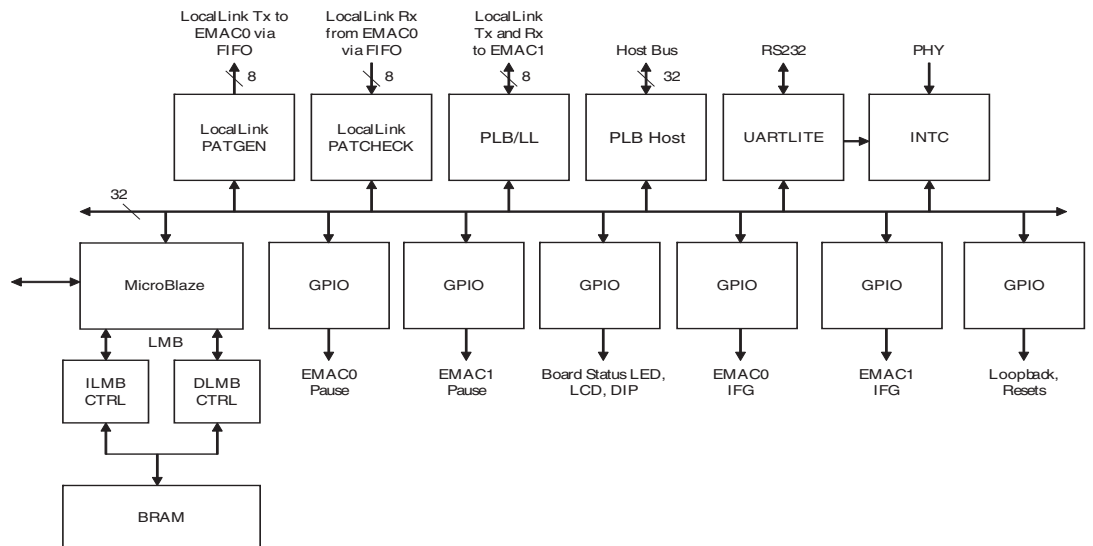 LocalLink Tx to
EMAC0 via
FIFO
LocalLink Rx
from EMAC0
via FIFO
LocalLink
Tx and Rx
to EMAC1
Host Bus
RS232
PHY
8
8
8
32
LocalLink
PATGEN
LocalLink
PATCHECK
PLB/LL
PLB Host
UARTLITE
INTC
32
MicroBlaze
GPIO
GPIO
GPIO
GPIO
GPIO
GPIO
LMB
ILMB
CTRL
DLMB
CTRL
EMAC0
Pause
EMAC1
Pause
Board Status LED,
LCD, DIP
EMAC0
IFG
EMAC1
IFG
Loopback,
Resets
BRAM